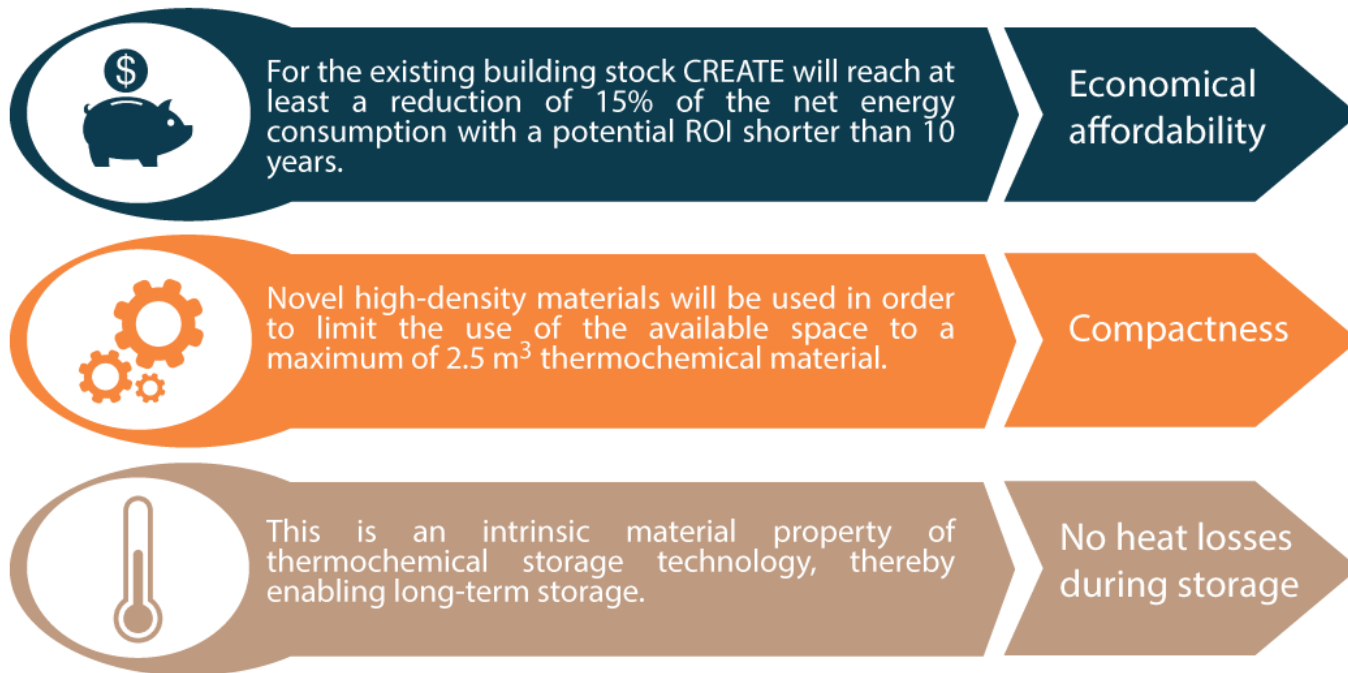 $
For the existing building stock CREATE will reach at
least a reduction of 15% of the net energy
consumption with a potential ROI shorter than 10
years.
Economical
affordability
Novel high-density materials will be used in order
to limit the use of the available space to a
maximum of 2.5 m³ thermochemical material.
Compactness
This is an intrinsic material property of
thermochemical storage technology, thereby
enabling long-term storage.
No heat losses
during storage